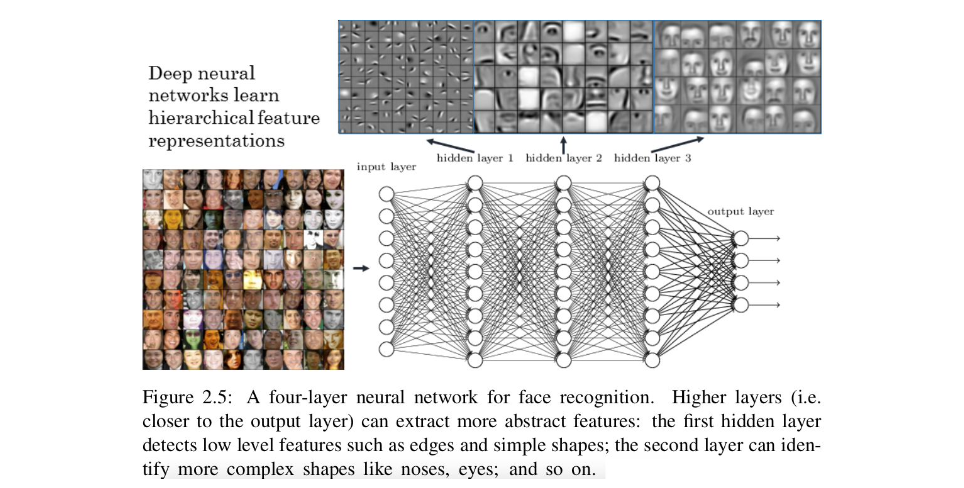 Deep neural
networks learn
hierarchical feature
representations
input layer
hidden layer 1 hidden layer 2 hidden layer 3
output layer
Figure 2.5: A four-layer neural network for face recognition. Higher layers (i.e.
closer to the output layer) can extract more abstract features: the first hidden layer
detects low level features such as edges and simple shapes; the second layer can iden-
tify more complex shapes like noses, eyes; and so on.